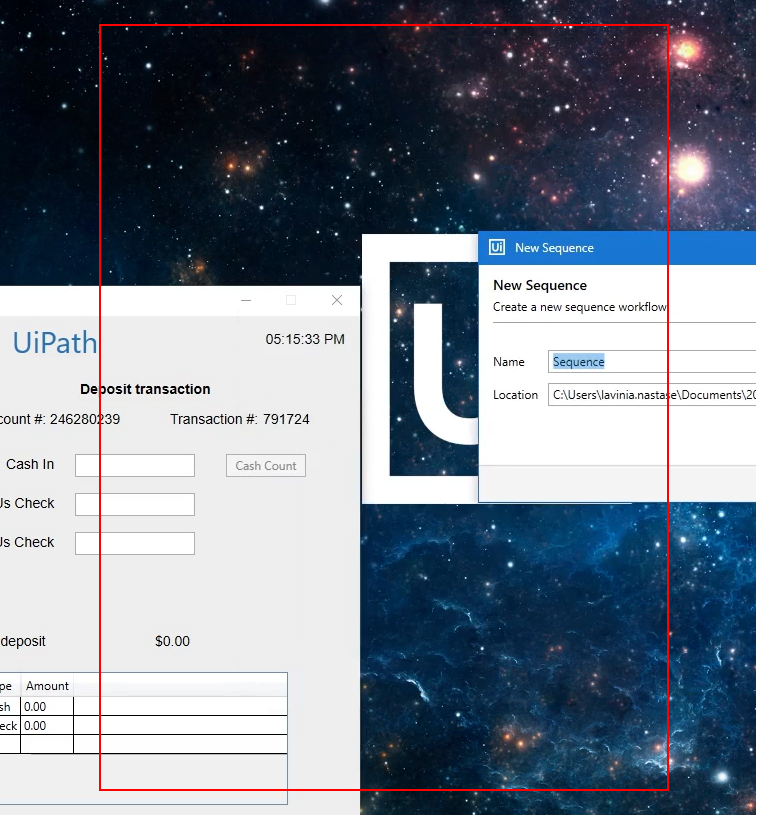 Ui New Sequence
New Sequence
Create a new sequence workflow
Name Sequence
Location C:\Users\lavinia.nastase\Documents\20
UiPath 05:15:33 PM
Deposit transaction
count #: 246280239 Transaction #: 791724
Cash In Cash Count
Us Check
Us Check
deposit $0.00
pe Amount
sh 0.00
eck 0.00
U